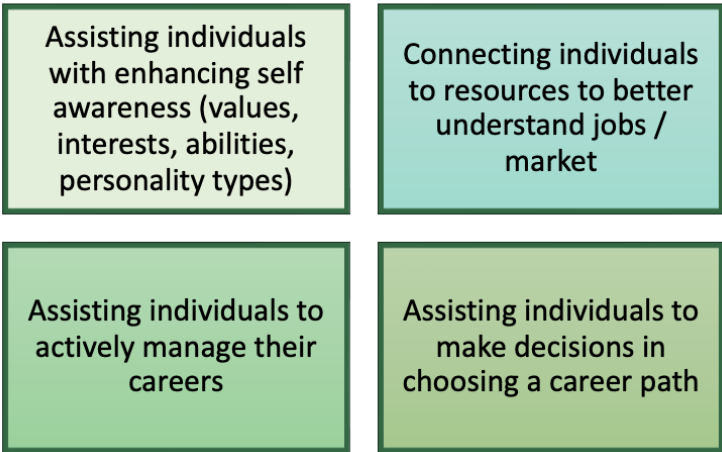 Assisting individuals
with enhancing self
awareness (values,
interests, abilities,
personality types)
Connecting individuals
to resources to better
understand jobs /
market
Assisting individuals to
actively manage their
careers
Assisting individuals to
make decisions in
choosing a career path